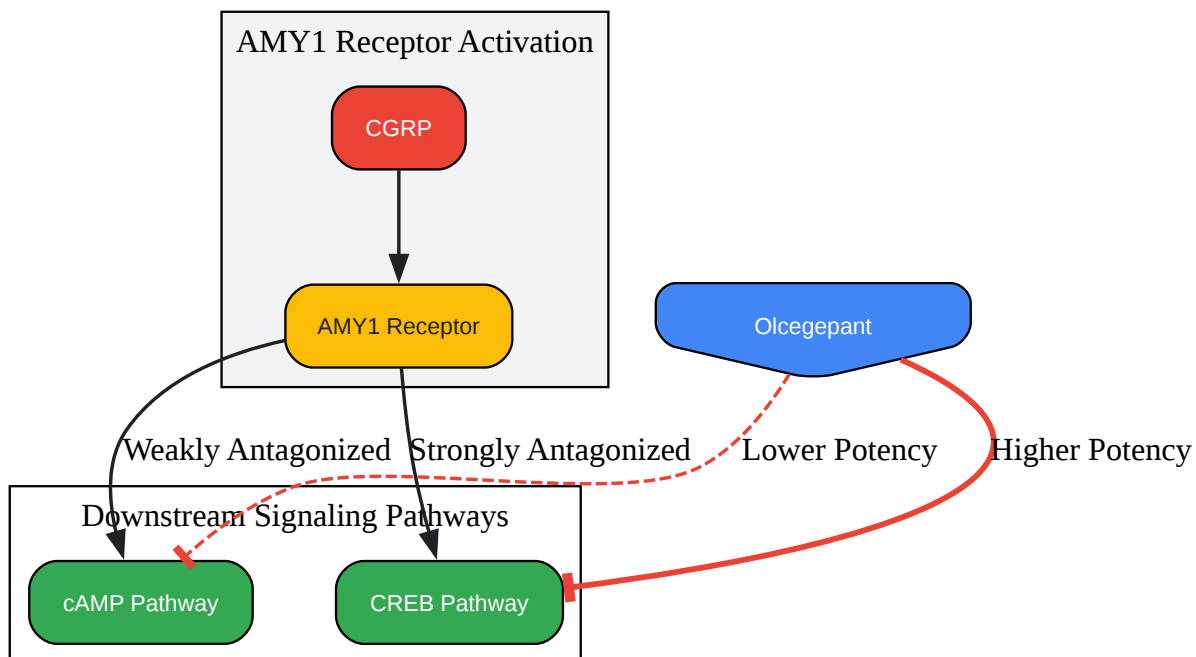 AMY1 Receptor Activation
CGRP
AMY1 Receptor
Olcegepant
Weakly Antagonized
Strongly Antagonized
Lower Potency
Higher Potency
Downstream Signaling Pathways
cAMP Pathway
CREB Pathway